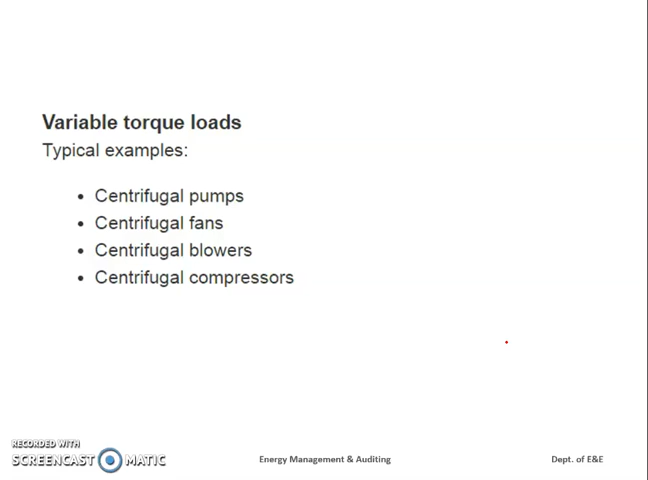 Variable torque loads
Typical examples:
• Centrifugal pumps
• Centrifugal fans
• Centrifugal blowers
• Centrifugal compressors
RECORDED WITH
SCREENCAST MATIC
Energy Management & Auditing
Dept. of E&E